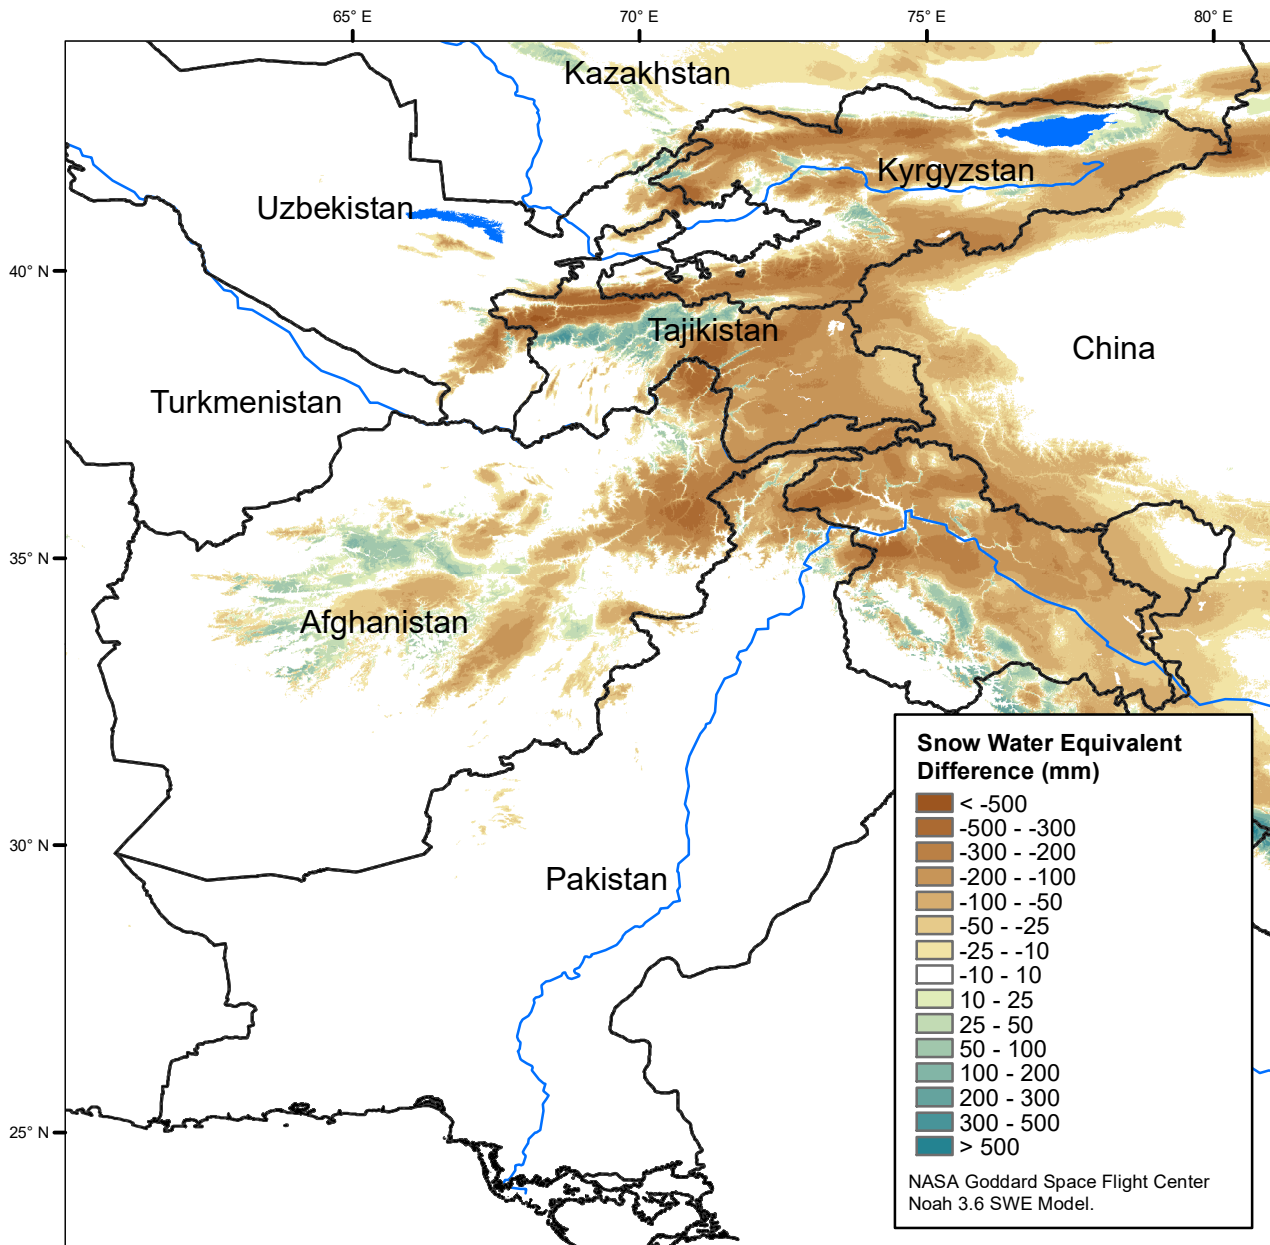 65° E
70° E
75° E
80° E
Kazakhstan
Kyrgyzstan
Uzbekistan
40° N
Tajikistan
China
Turkmenistan
35° N
Afghanistan
Snow Water Equivalent
Difference (mm)
< -500
-500 - -300
-300 - -200
-200 - -100
-100 - -50
-50 - -25
-25 - -10
-10 - 10
10 - 25
25 - 50
50 - 100
100 - 200
200 - 300
300 - 500
> 500
NASA Goddard Space Flight Center
Noah 3.6 SWE Model.
30° N
Pakistan
25° N